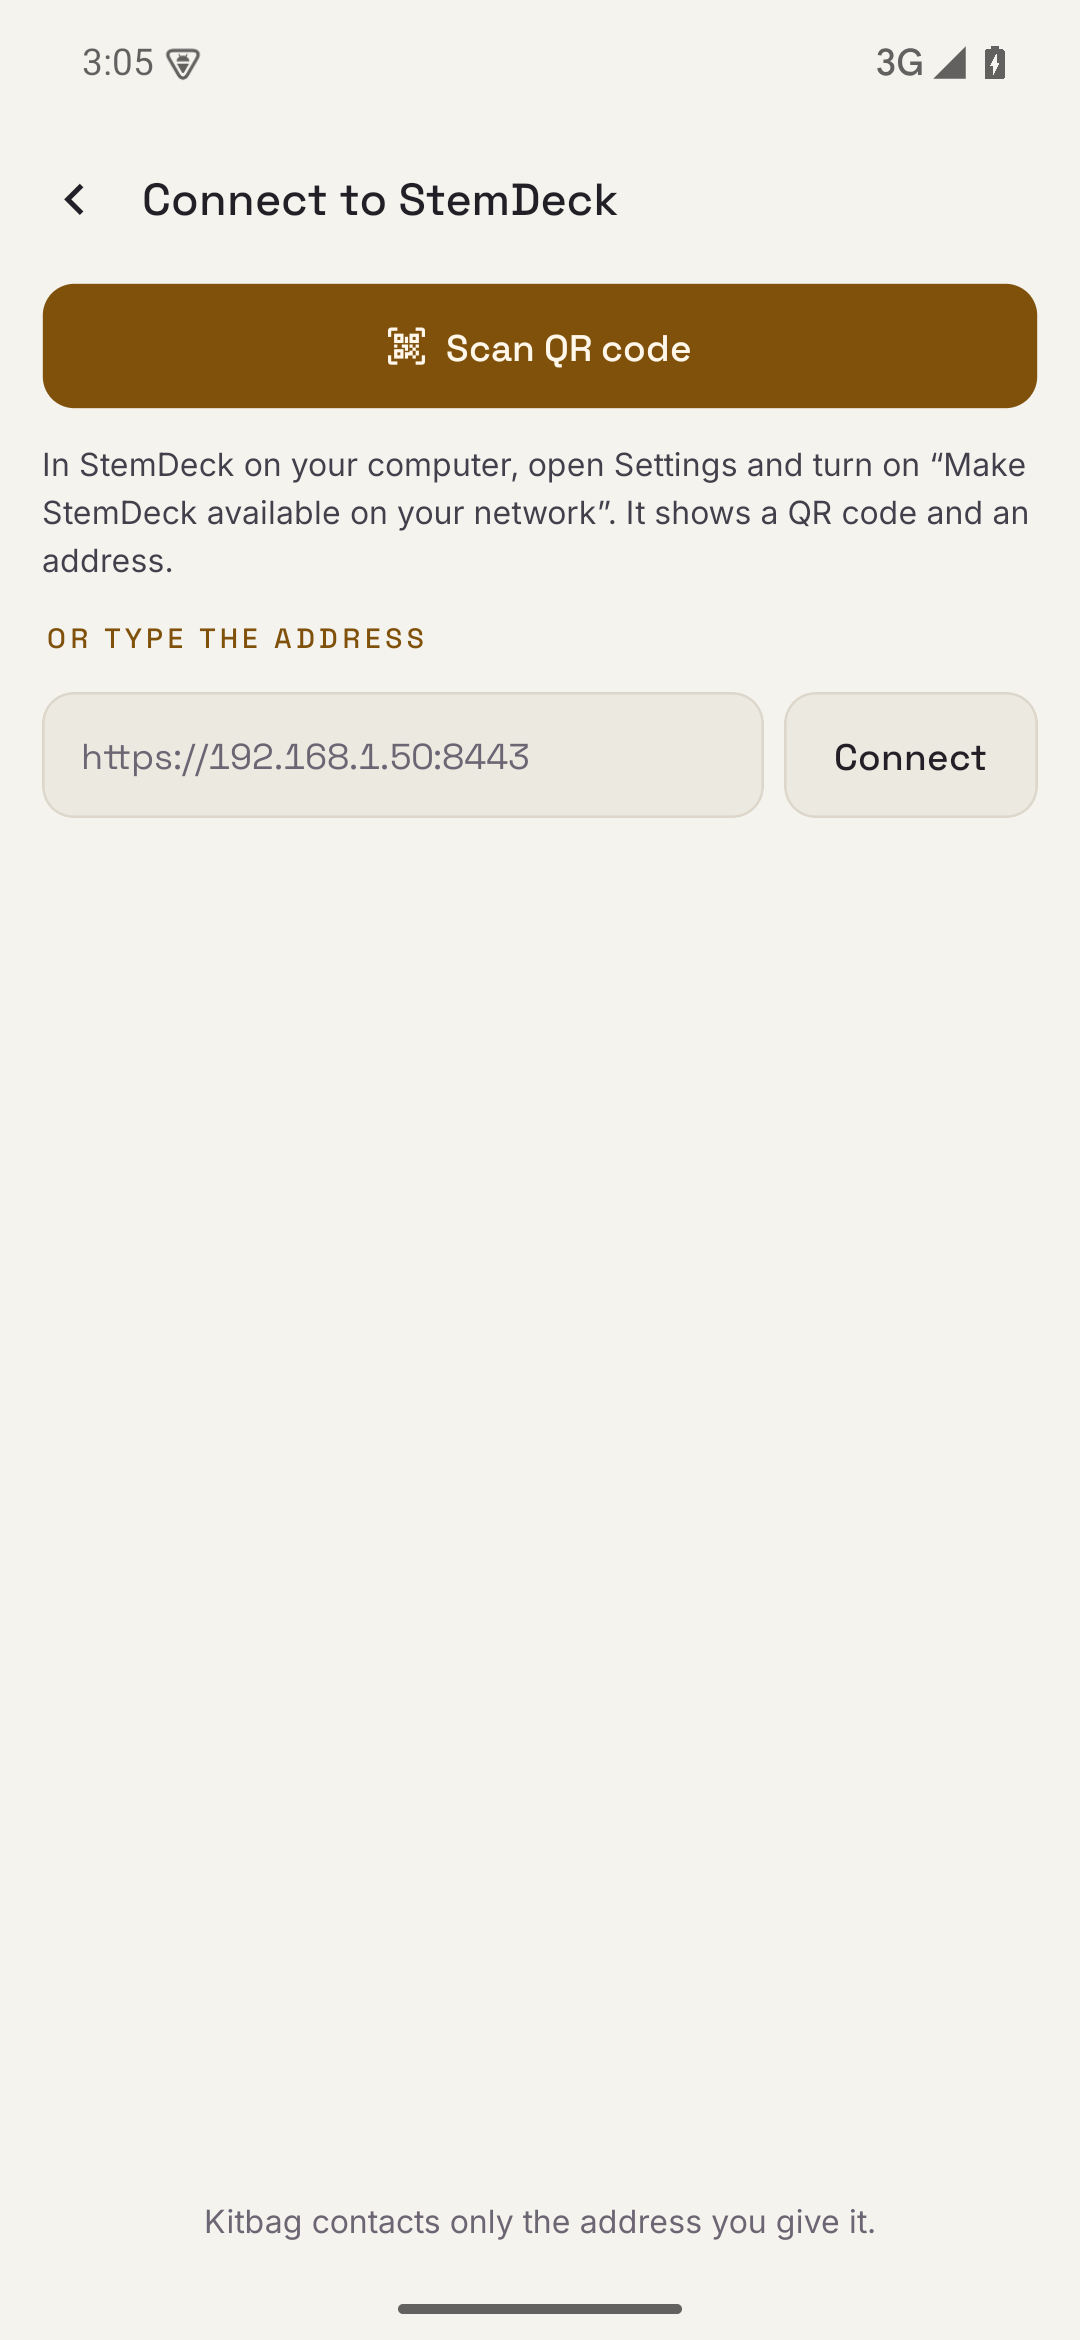 3:05
3G
Connect to StemDeck
Scan QR code
In StemDeck on your computer, open Settings and turn on “Make
StemDeck available on your network”. It shows a QR code and an
address.
OR TYPE THE ADDRESS
https://192.168.1.50:8443
Connect
Kitbag contacts only the address you give it.